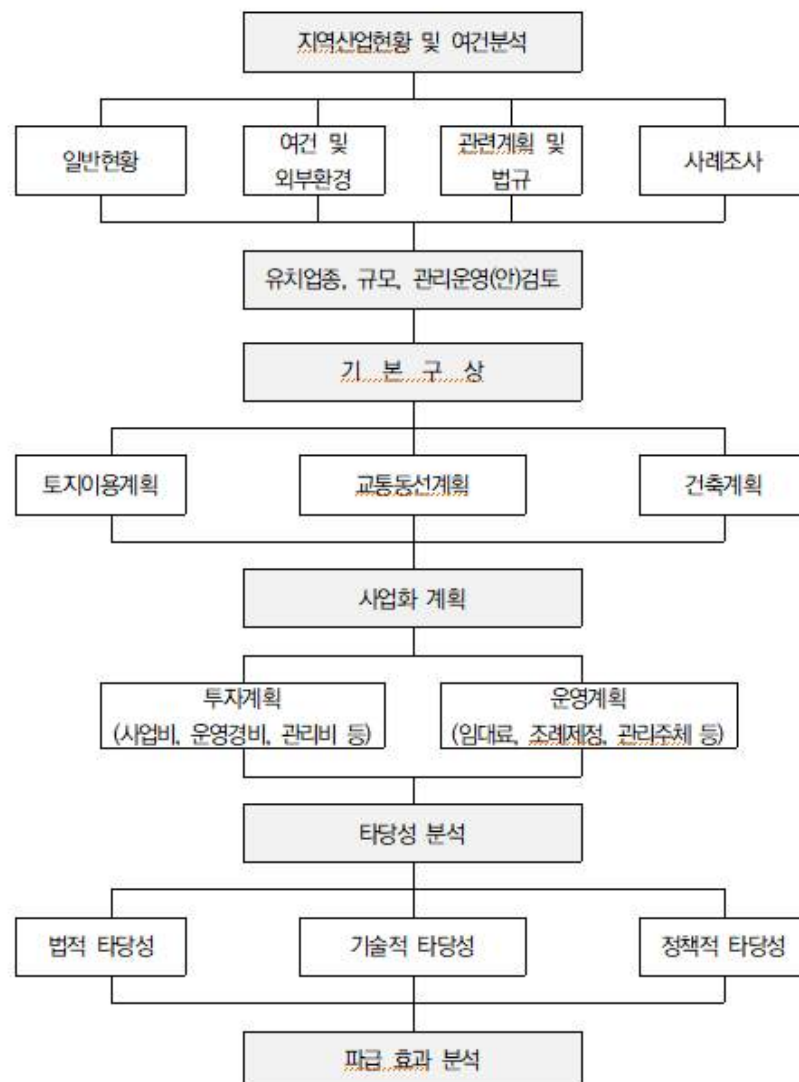 지역산업현황 및 여건분석
일반현황
여건 및
외부환경
관련계획 및
법규
사례조사
유치업종, 규모, 관리운영(안)검토
기 본 구 상
토지이용계획
교통동선계획
건축계획
사업화 계획
투자계획
(사업비, 운영경비, 관리비 등)
운영계획
(임대료, 조례제정, 관리주체 등)
타당성 분석
법적 타당성
기술적 타당성
정책적 타당성
파급 효과 분석